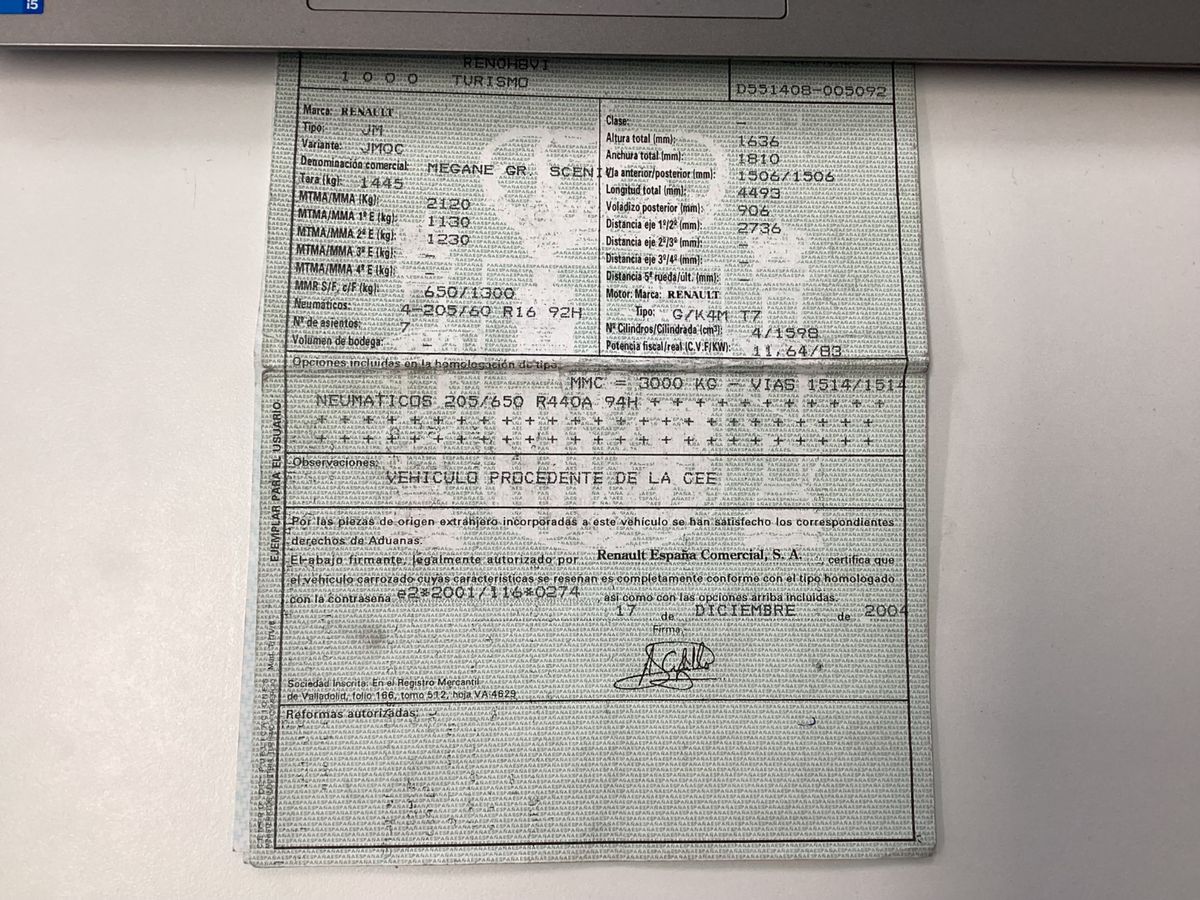 i5
RENOH8VI
1000 TURISMO
D551408-005092
Marca: RENAULT
Tipo: JM
Variante: JMOC
Denominación comercial: MEGANE GR. SCENI
Tara (kg): 1445
MTMA/MMA (Kg): 2120
MTMA/MMA 1º E (kg): 1130
MTMA/MMA 2º E (kg): 1230
MTMA/MMA 3º E (kg): —
MTMA/MMA 4º E (kg): —
MMR S/F, c/F (kg): 650/1300
Neumáticos: 4-205/60 R16 92H
Nº de asientos: 7
Volumen de bodega: —
Clase: —
Altura total (mm): 1636
Anchura total (mm): 1810
Vía anterior/posterior (mm): 1506/1506
Longitud total (mm): 4493
Voladizo posterior (mm): 906
Distancia eje 1º/2º (mm): 2736
Distancia eje 2º/3º (mm): —
Distancia eje 3º/4º (mm): —
Distancia 5ª rueda/últ. (mm): —
Motor: Marca: RENAULT
Tipo: G/K4M T7
Nº Cilindros/Cilindrada (cm³): 4/1598
Potencia fiscal/real (C.V.F/KW): 11,64/83
Opciones incluidas en la homologación de tipo:
MMC = 3000 KG - VIAS 1514/1514
NEUMATICOS 205/650 R440A 94H + + + + + + + + + + +
+ + + + + + + + + + + + + + + + + + + + + + + + +
+ + + + + + + + + + + + + + + + + + + + + + + + +
Observaciones:
VEHICULO PROCEDENTE DE LA CEE
EJEMPLAR PARA EL USUARIO
Por las piezas de origen extranjero incorporadas a este vehículo se han satisfecho los correspondientes
derechos de Aduanas.
El abajo firmante, legalmente autorizado por Renault España Comercial, S. A. , certifica que
el vehículo carrozado cuyas características se reseñan es completamente conforme con el tipo homologado
con la contraseña e2*2001/116*0274 , así como con las opciones arriba incluidas.
17 de DICIEMBRE de 2004
Firma,
Sociedad Inscrita. En el Registro Mercantil
de Valladolid, folio 166, tomo 512, hoja VA-4629
Reformas autorizadas: